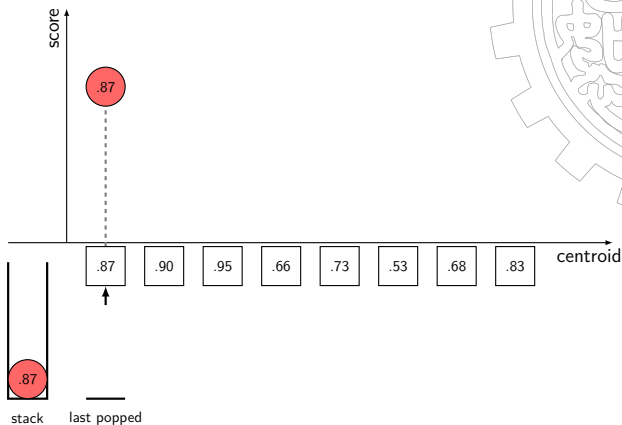 score
.87
.87 .90 .95 .66 .73 .53 .68 .83
centroid
.87
stack last popped